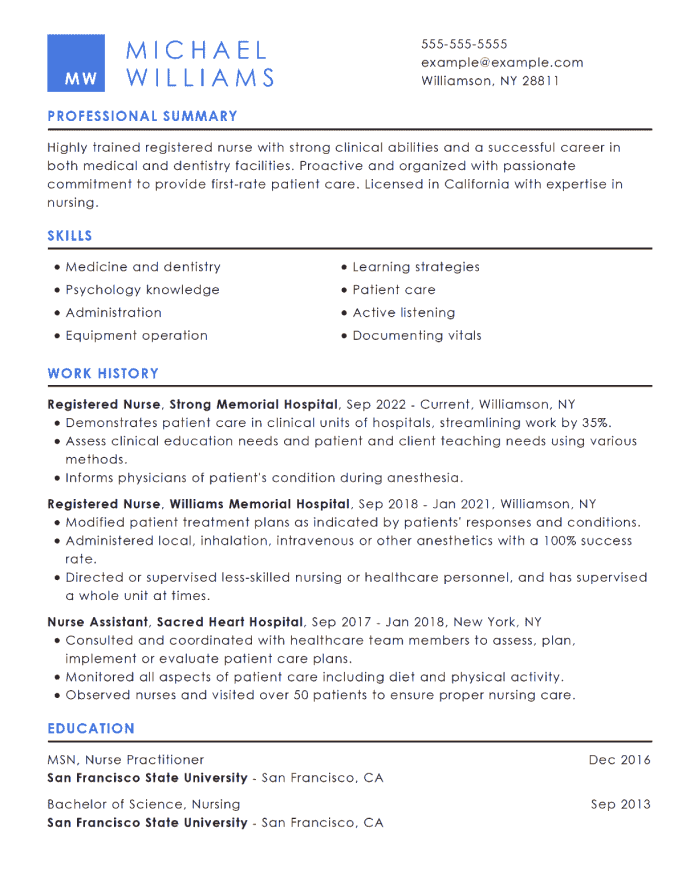 MW
MICHAEL
WILLIAMS
555-555-5555
example@example.com
Williamson, NY 28811
PROFESSIONAL SUMMARY
Highly trained registered nurse with strong clinical abilities and a successful career in
both medical and dentistry facilities. Proactive and organized with passionate
commitment to provide first-rate patient care. Licensed in California with expertise in
nursing.
SKILLS
• Medicine and dentistry
• Psychology knowledge
• Administration
• Equipment operation
• Learning strategies
• Patient care
• Active listening
• Documenting vitals
WORK HISTORY
Registered Nurse, Strong Memorial Hospital, Sep 2022 - Current, Williamson, NY
• Demonstrates patient care in clinical units of hospitals, streamlining work by 35%.
• Assess clinical education needs and patient and client teaching needs using various
methods.
• Informs physicians of patient's condition during anesthesia.
Registered Nurse, Williams Memorial Hospital, Sep 2018 - Jan 2021, Williamson, NY
• Modified patient treatment plans as indicated by patients' responses and conditions.
• Administered local, inhalation, intravenous or other anesthetics with a 100% success
rate.
• Directed or supervised less-skilled nursing or healthcare personnel, and has supervised
a whole unit at times.
Nurse Assistant, Sacred Heart Hospital, Sep 2017 - Jan 2018, New York, NY
• Consulted and coordinated with healthcare team members to assess, plan,
implement or evaluate patient care plans.
• Monitored all aspects of patient care including diet and physical activity.
• Observed nurses and visited over 50 patients to ensure proper nursing care.
EDUCATION
MSN, Nurse Practitioner Dec 2016
San Francisco State University - San Francisco, CA
Bachelor of Science, Nursing Sep 2013
San Francisco State University - San Francisco, CA